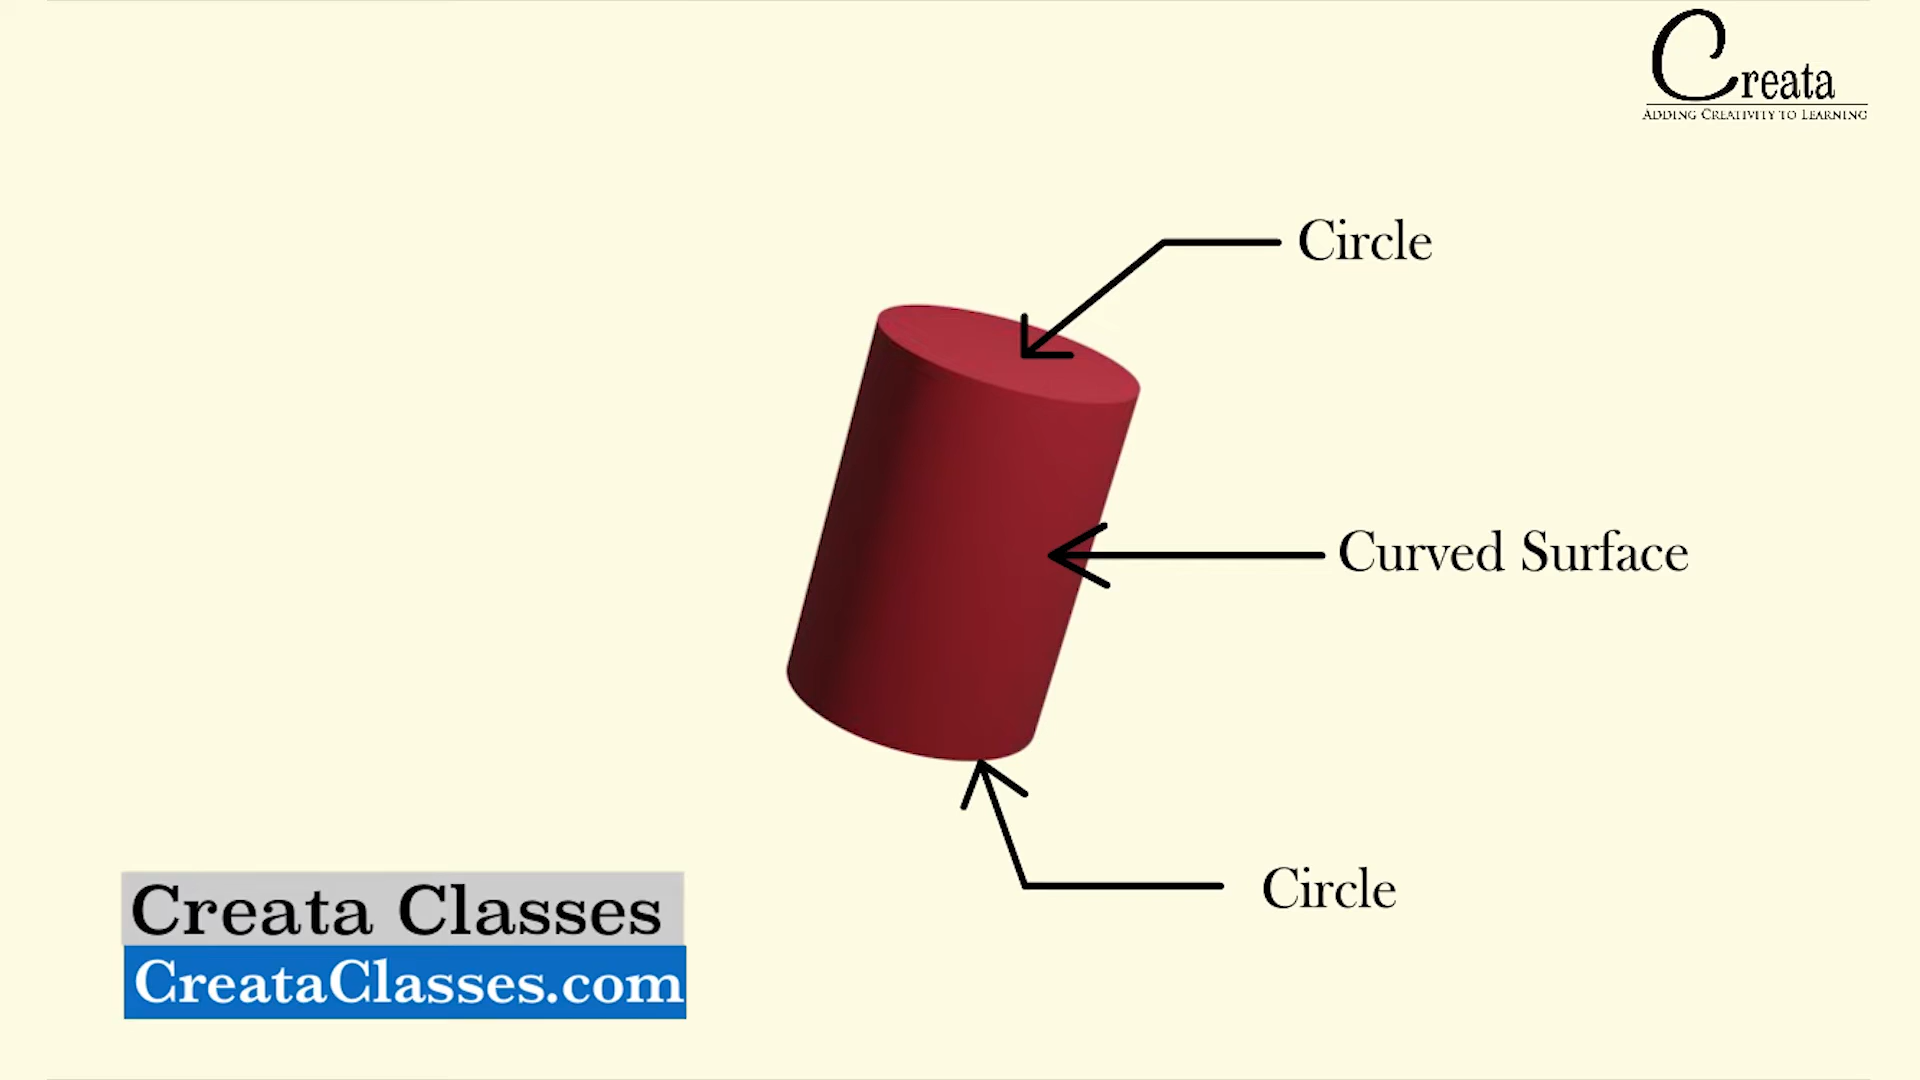 Creata
Adding Creativity to Learning
Circle
Curved Surface
Circle
Creata Classes
CreataClasses.com